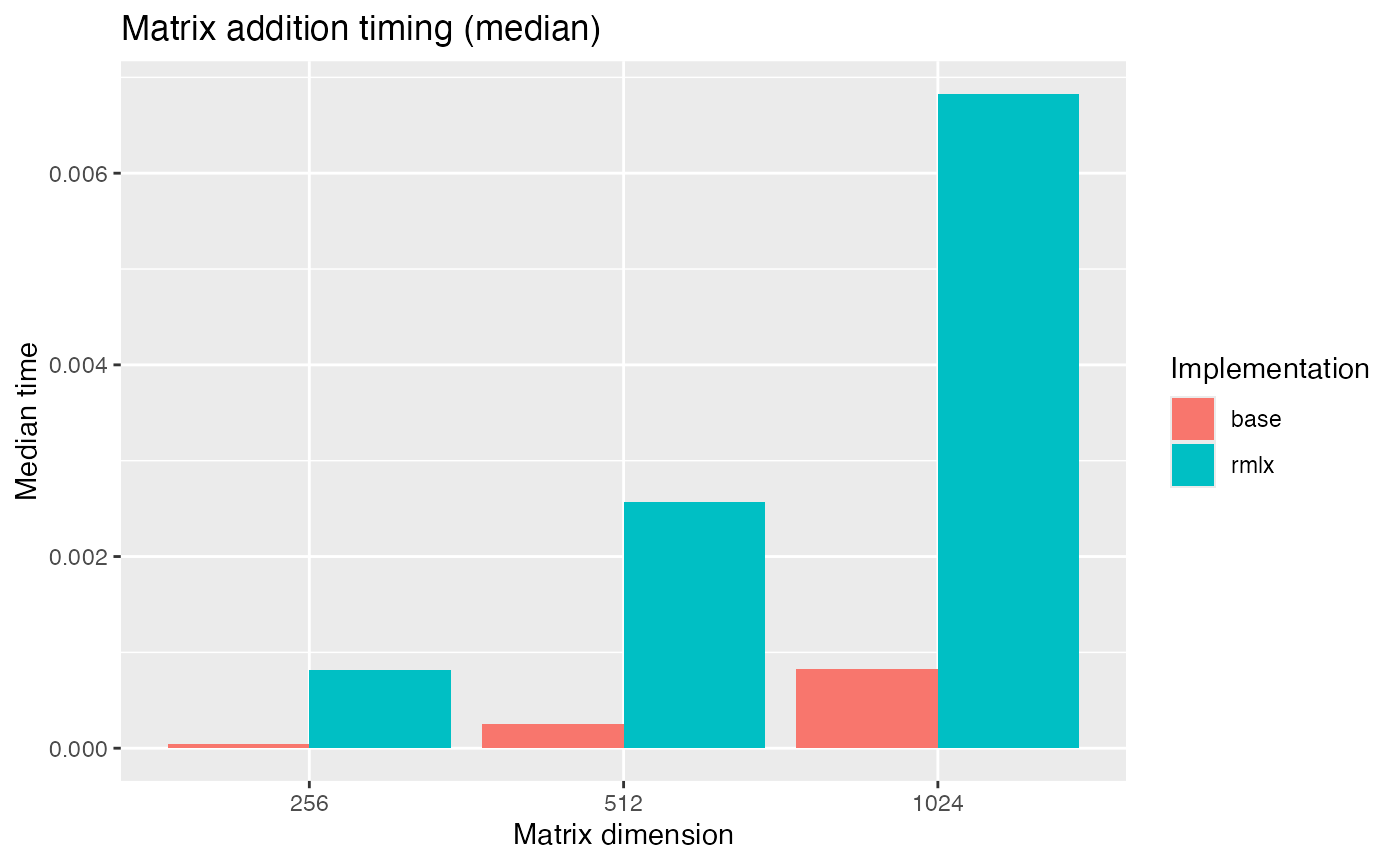 Matrix addition timing (median)
0.006
0.004
0.002
0.000
Median time
256
512
1024
Matrix dimension
Implementation
base
rmlx